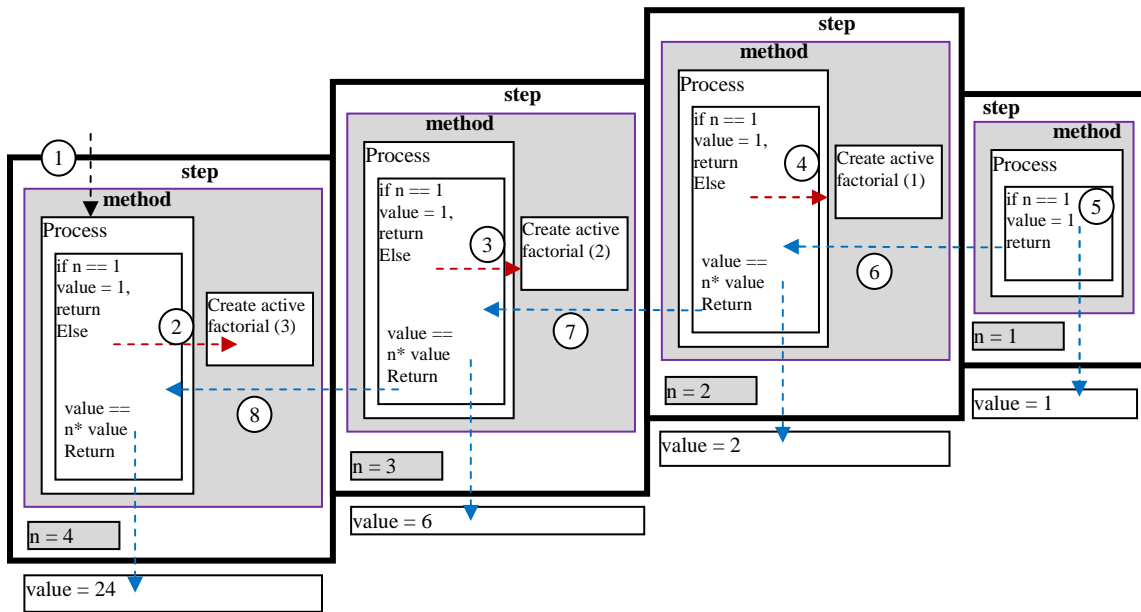 1
step
method
Process
if n == 1
value = 1,
return
Else
2
Create active
factorial (3)
value ==
n* value
Return
8
n = 4
value = 24
step
method
Process
if n == 1
value = 1,
return
Else
3
Create active
factorial (2)
value ==
n* value
Return
7
n = 3
value = 6
step
method
Process
if n == 1
value = 1,
return
Else
4
Create active
factorial (1)
value ==
n* value
Return
6
n = 2
value = 2
step
method
Process
if n == 1
value = 1
return
5
n = 1
value = 1